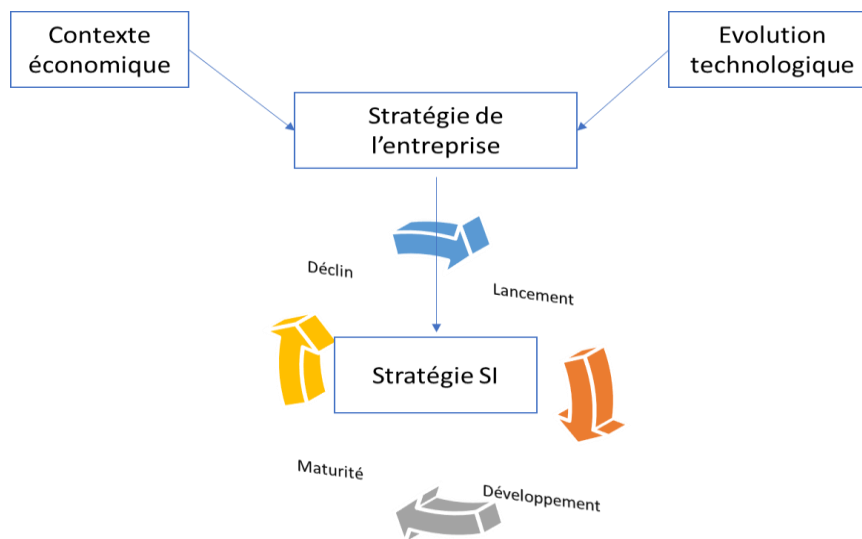 Contexte
économique
Evolution
technologique
Stratégie de
l'entreprise
Déclin
Lancement
Stratégie SI
Maturité
Développement